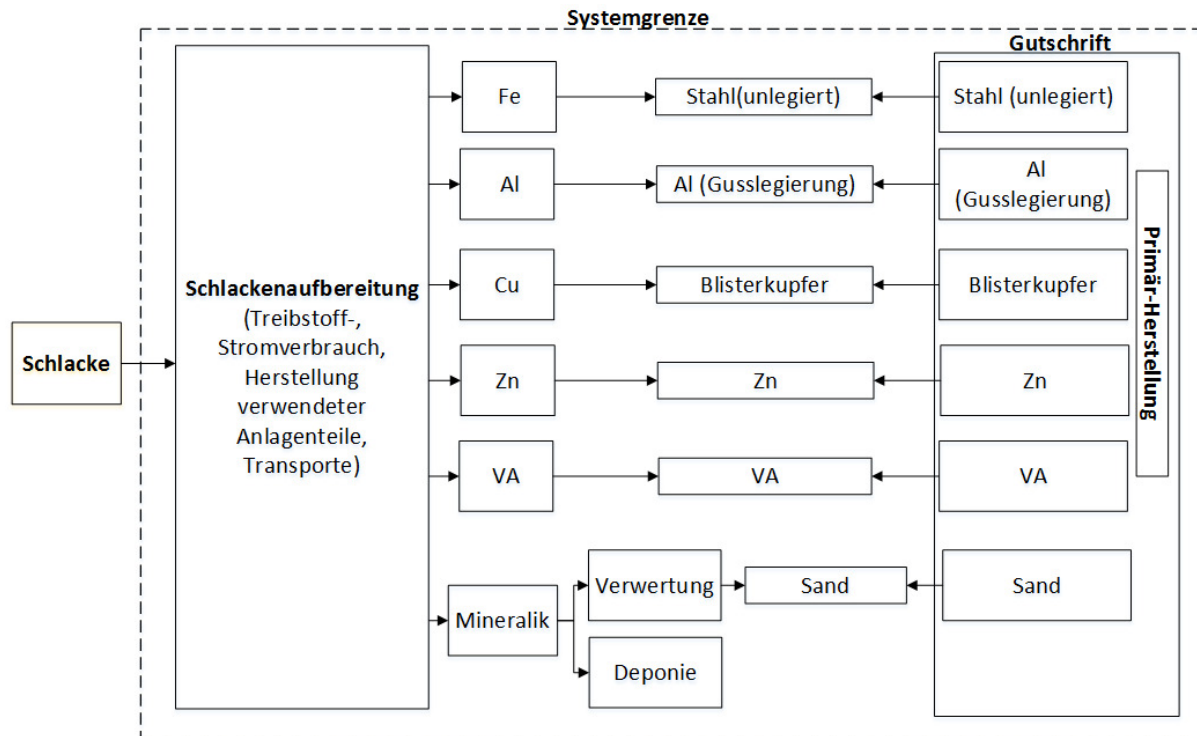 Systemgrenze
Gutschrift
Fe
Stahl(unlegiert)
Stahl (unlegiert)
Al
Al (Gusslegierung)
Al
(Gusslegierung)
Schlackenaufbereitung
(Treibstoff-,
Stromverbrauch,
Herstellung
verwendeter
Anlagenteile,
Transporte)
Cu
Blisterkupfer
Blisterkupfer
Primär-Herstellung
Schlacke
Zn
Zn
Zn
VA
VA
VA
Mineralik
Verwertung
Sand
Sand
Deponie